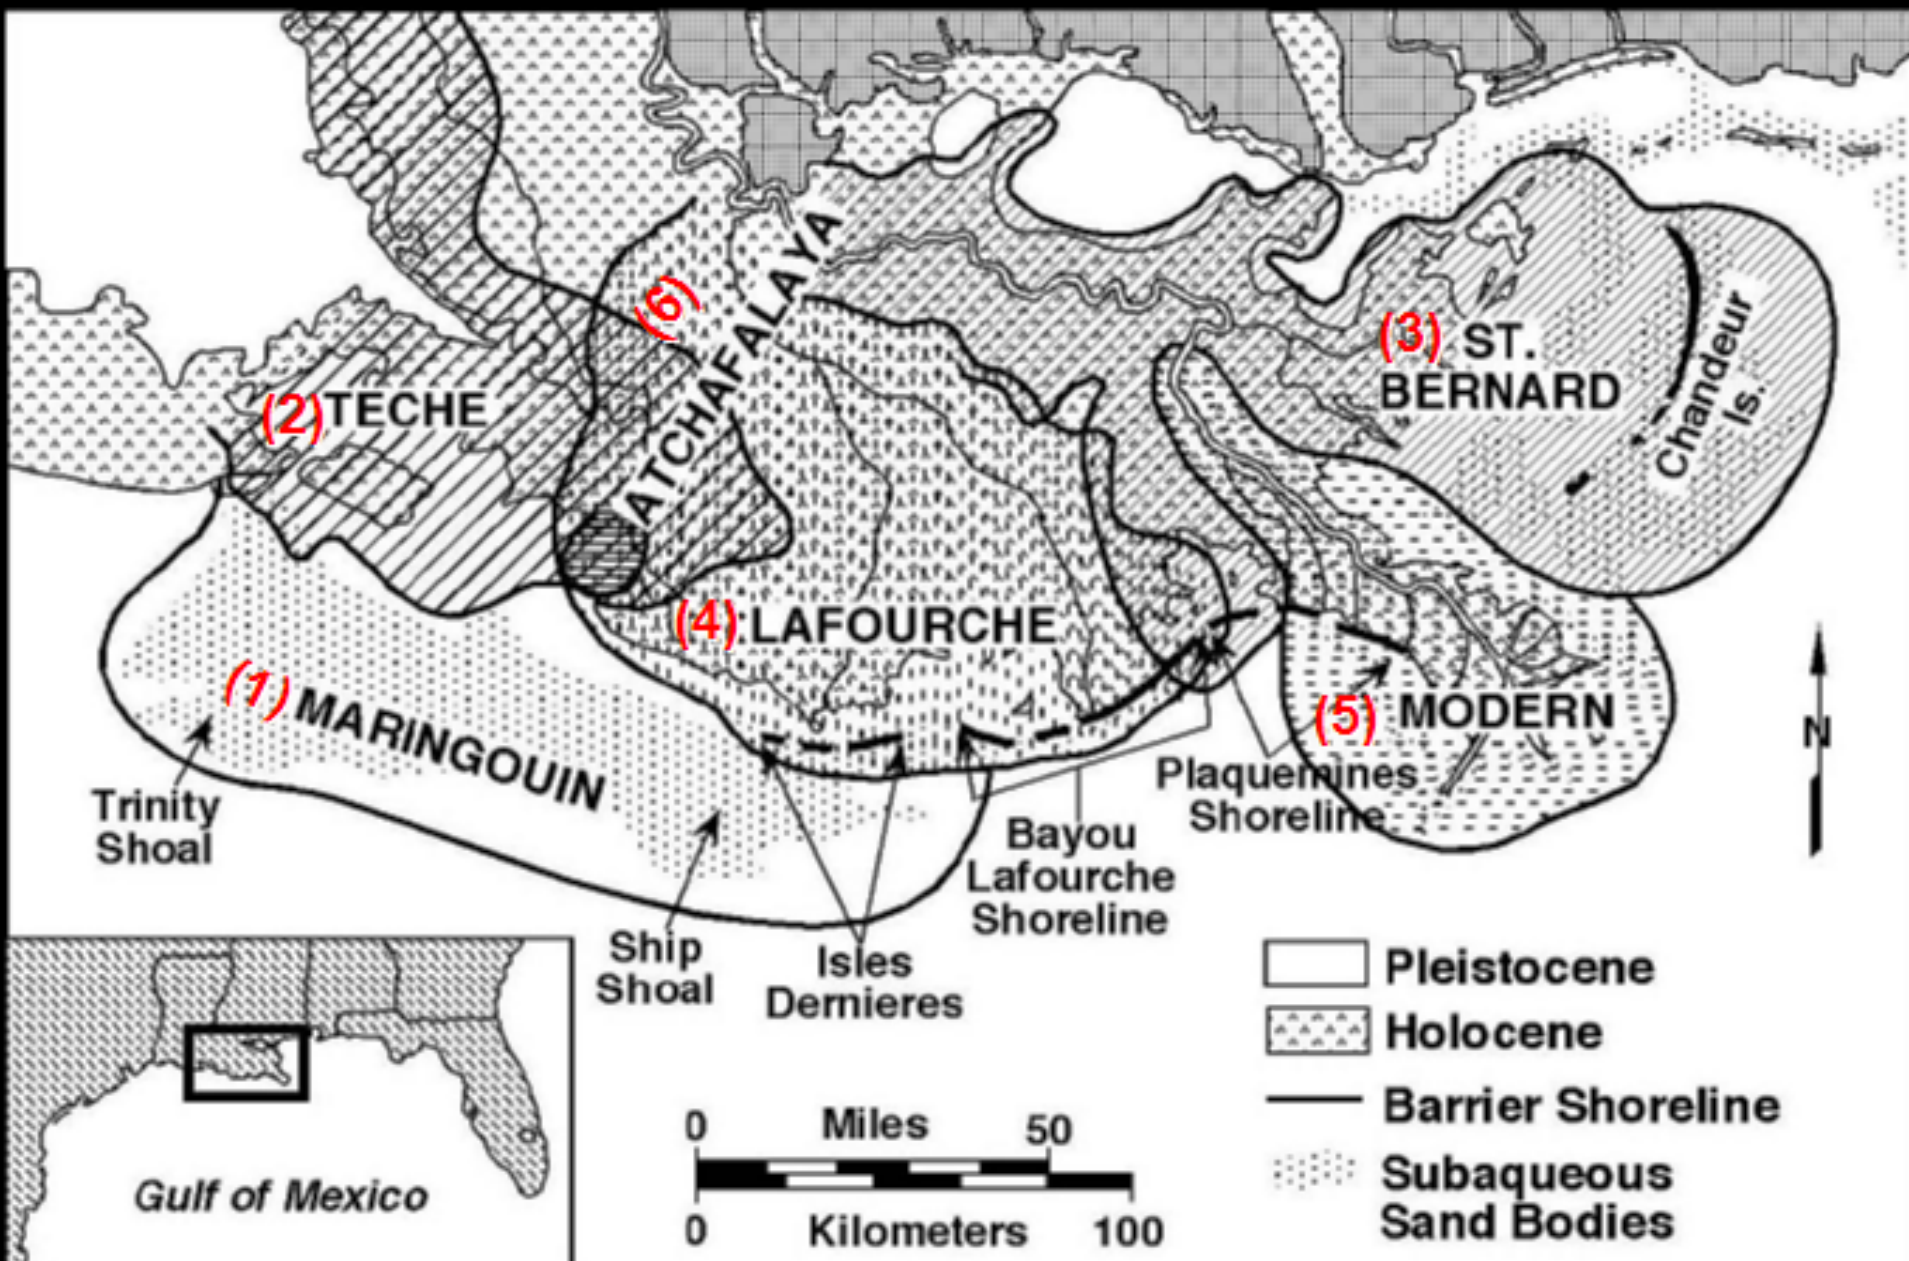 (6)
ATCHAFALAYA
(3) ST.
BERNARD
Chandeur
Is.
(2) TECHE
(4) LAFOURCHE
(1) MARINGOUIN
(5) MODERN
N
Trinity
Shoal
Plaquemines
Shoreline
Bayou
Lafourche
Shoreline
Ship
Shoal
Isles
Dernieres
Pleistocene
Holocene
Barrier Shoreline
Subaqueous
Sand Bodies
0 Miles 50
0 Kilometers 100
Gulf of Mexico